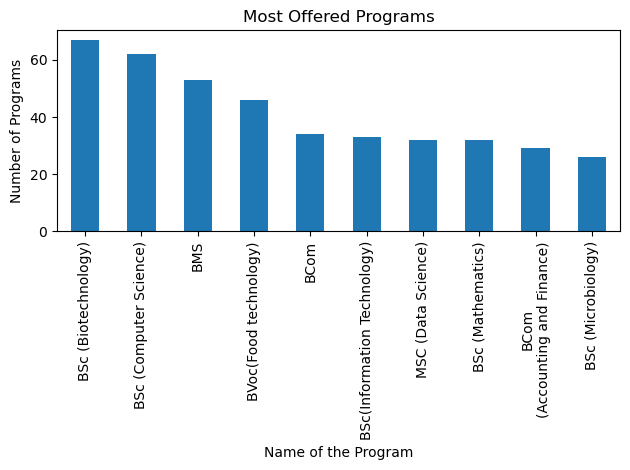 Most Offered Programs
Number of Programs
60
40
20
0
BSc (Biotechnology)
BSc (Computer Science)
BMS
BVoc(Food technology)
BCom
BSc(Information Technology)
MSC (Data Science)
BSc (Mathematics)
BCom
(Accounting and Finance)
BSc (Microbiology)
Name of the Program